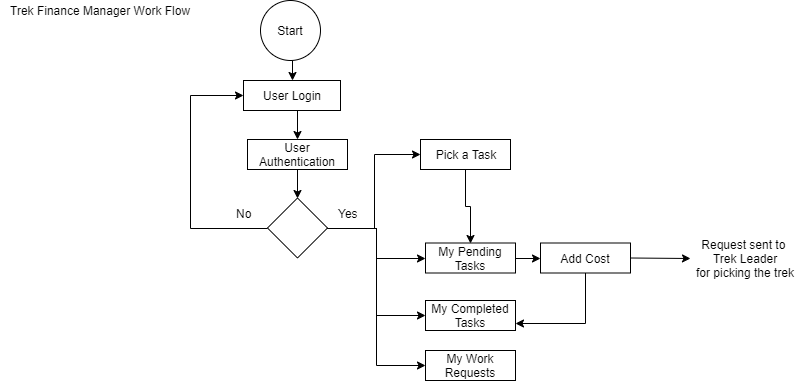 Trek Finance Manager Work Flow
Start
User Login
User
Authentication
No
Yes
Pick a Task
My Pending
Tasks
Add Cost
Request sent to
Trek Leader
for picking the trek
My Completed
Tasks
My Work
Requests